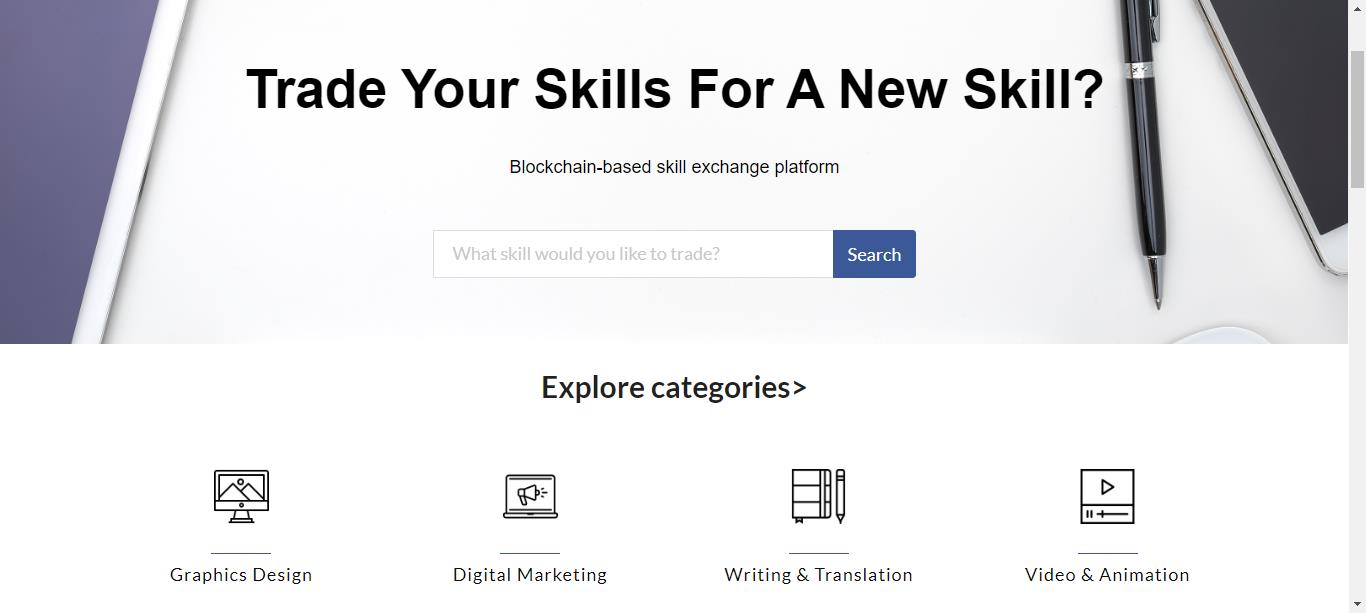 Trade Your Skills For A New Skill?
Blockchain-based skill exchange platform
What skill would you like to trade?
Search
Explore categories>
Graphics Design
Digital Marketing
Writing & Translation
Video & Animation